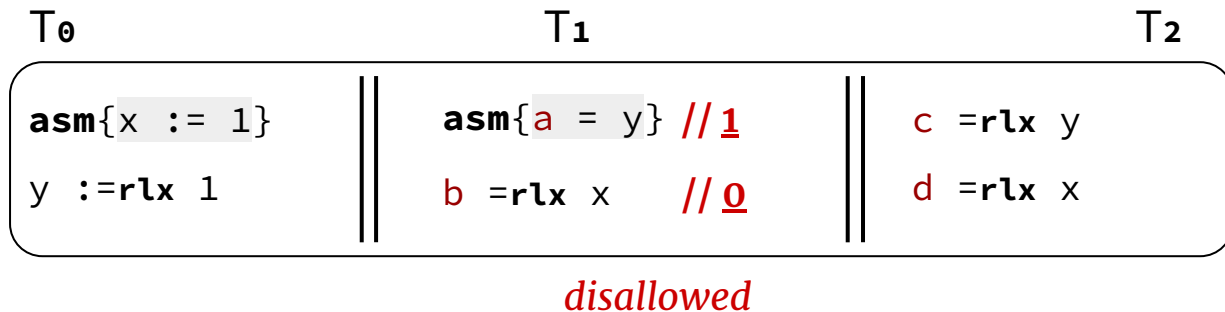 T0 T1 T2
asm{x := 1} asm{a = y} // 1 c =rlx y
y :=rlx 1 b =rlx x // 0 d =rlx x
disallowed